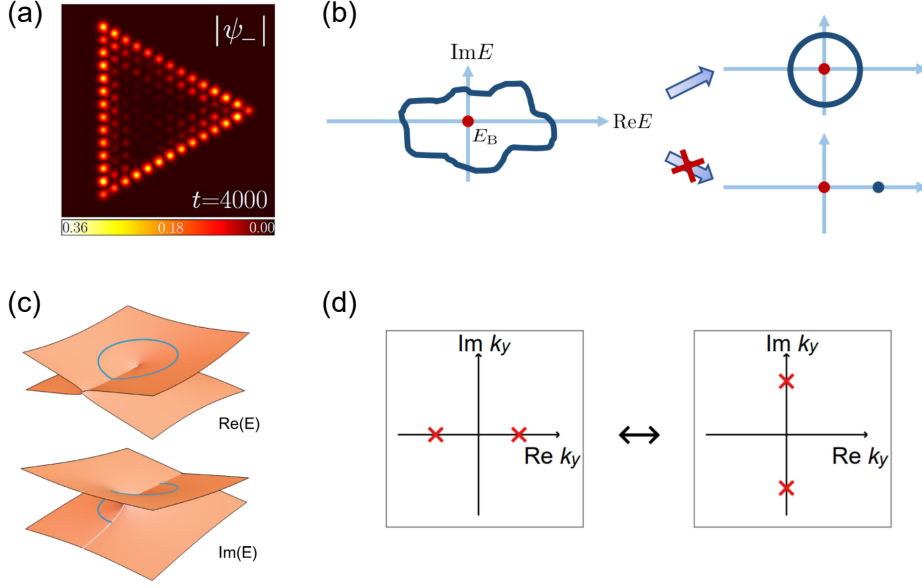 (a)
|ψ₋|
t=4000
0.36 0.18 0.00
(b)
ImE
ReE
E_B
(c)
Re(E)
Im(E)
(d)
Im k_y
Re k_y
Im k_y
Re k_y